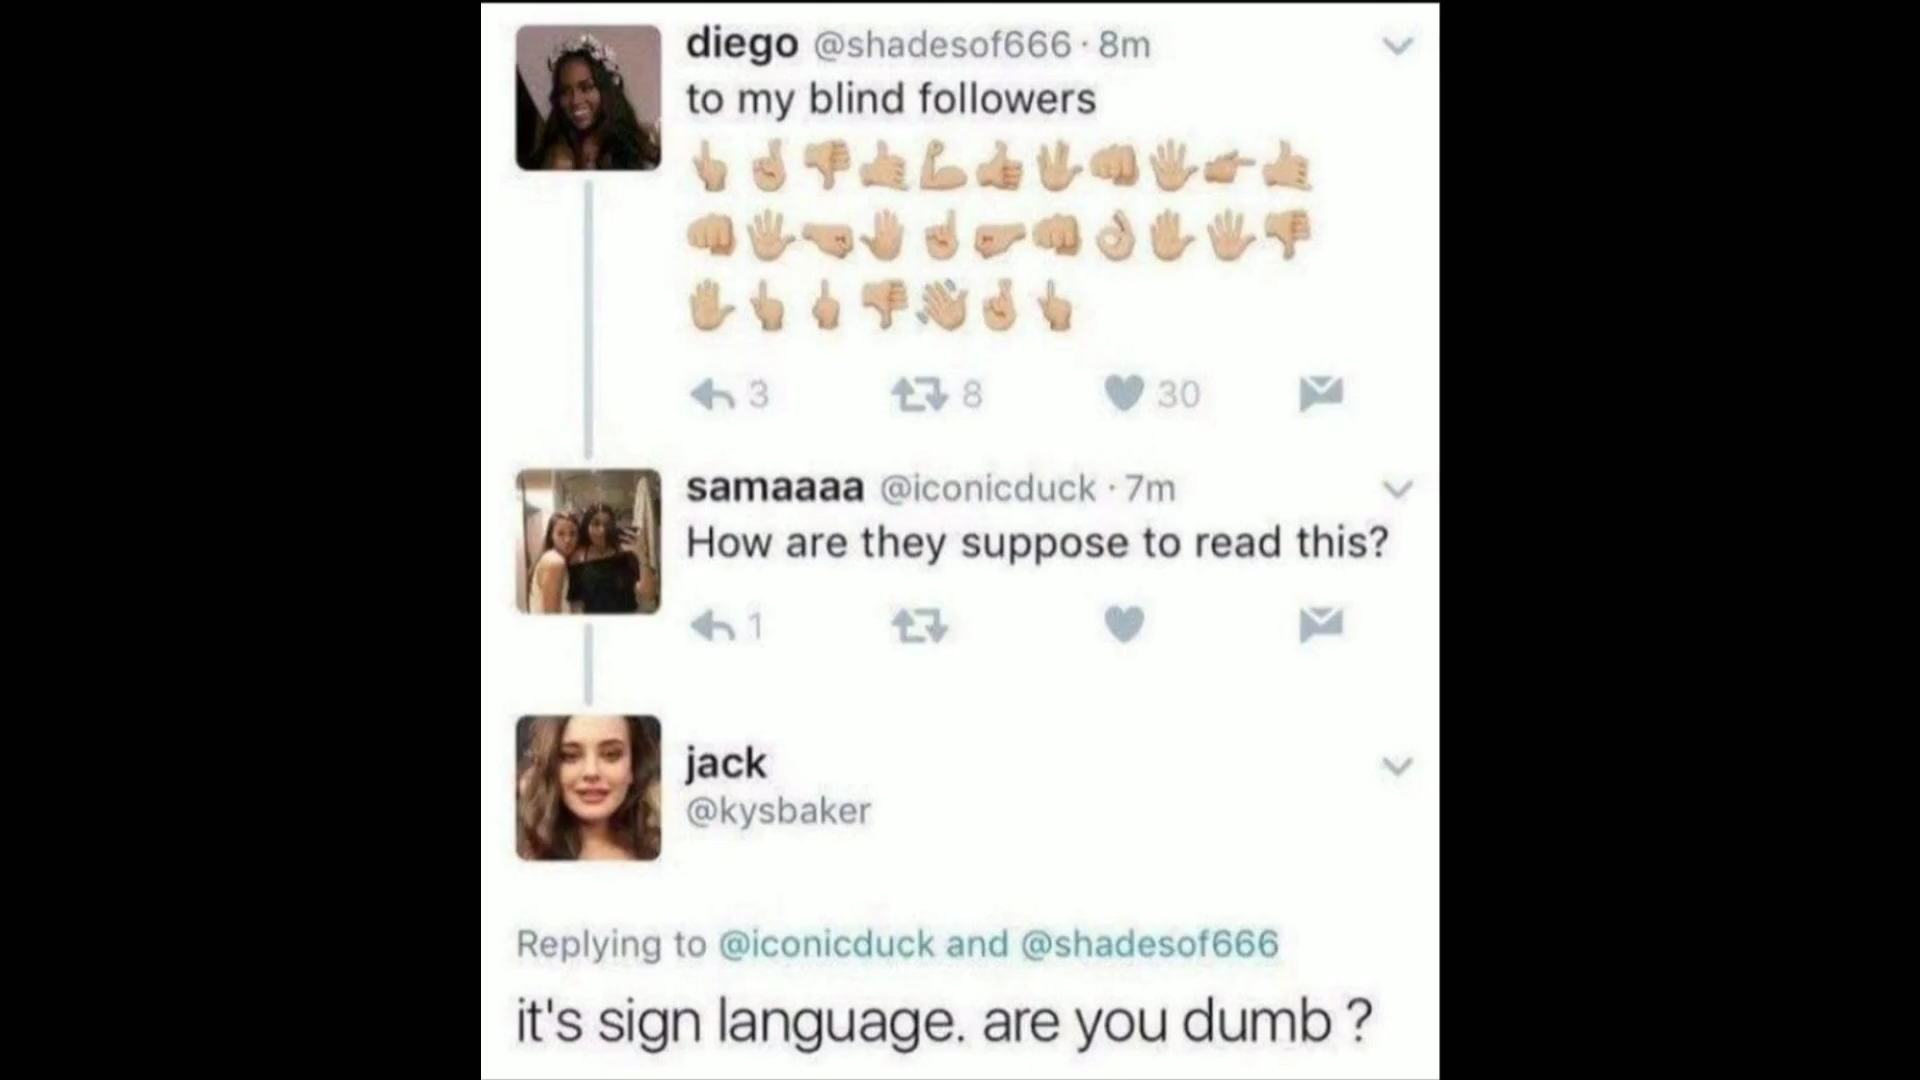 diego @shadesof666 · 8m
to my blind followers
👆🏼🤞🏼👎🏼🤙🏼💪🏼👍🏼🖖🏼👊🏼🖐🏼👉🏼🤙🏼
👊🏼🖐🏼🤜🏼🤚🏼☝🏼🤛🏼👊🏼👌🏼✋🏼🖐🏼👎🏼
✋🏼👆🏼🖕🏼👎🏼👋🏼🤞🏼👆🏼
3 8 30
samaaaa @iconicduck · 7m
How are they suppose to read this?
1
jack
@kysbaker
Replying to @iconicduck and @shadesof666
it's sign language. are you dumb ?